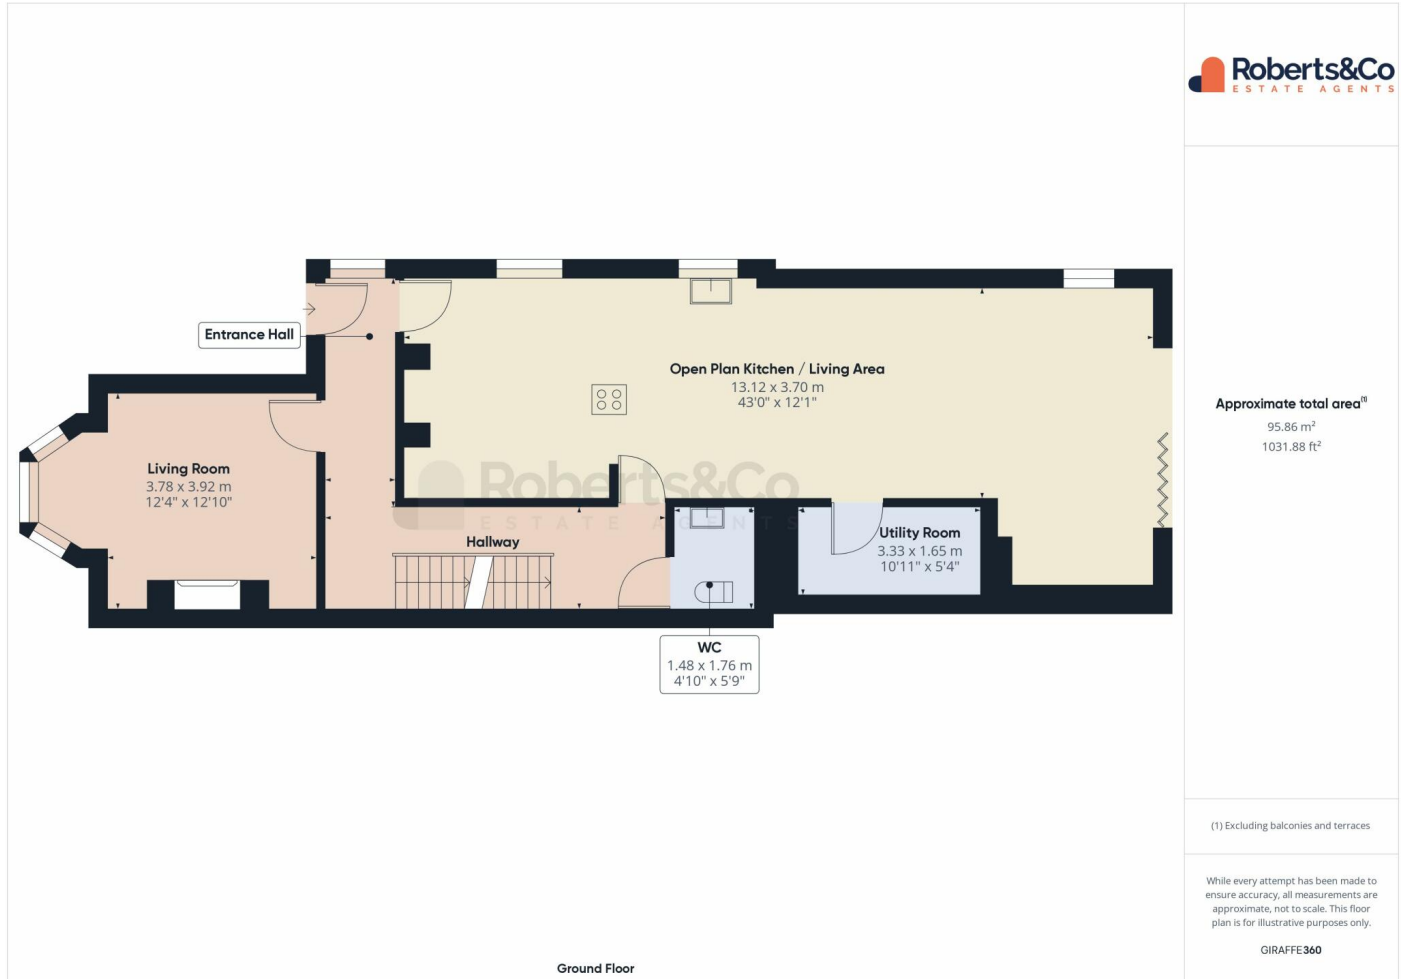 Roberts&Co
ESTATE AGENTS
Entrance Hall
Open Plan Kitchen / Living Area
13.12 x 3.70 m
43'0" x 12'1"
Approximate total area(1)
95.86 m²
1031.88 ft²
Living Room
3.78 x 3.92 m
12'4" x 12'10"
Roberts&Co
ESTATE AGENTS
Hallway
Utility Room
3.33 x 1.65 m
10'11" x 5'4"
WC
1.48 x 1.76 m
4'10" x 5'9"
(1) Excluding balconies and terraces
While every attempt has been made to
ensure accuracy, all measurements are
approximate, not to scale. This floor
plan is for illustrative purposes only.
GIRAFFE360
Ground Floor